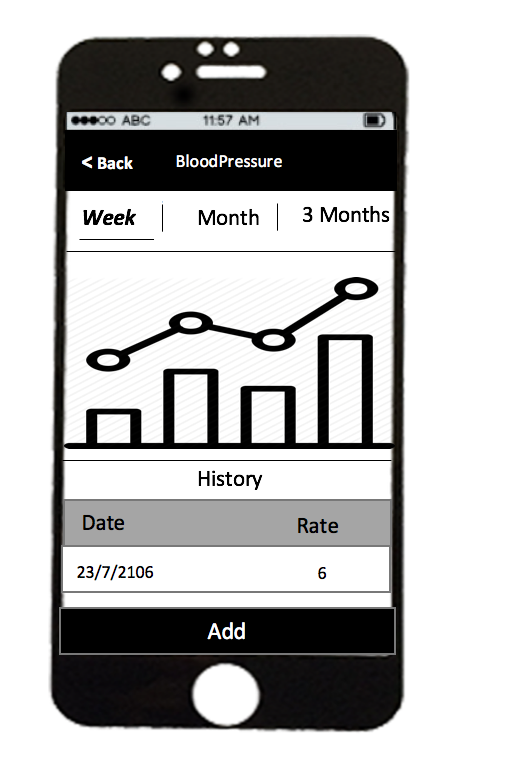 ABC 11:57 AM
< Back BloodPressure
Week Month 3 Months
History
Date Rate
23/7/2106 6
Add